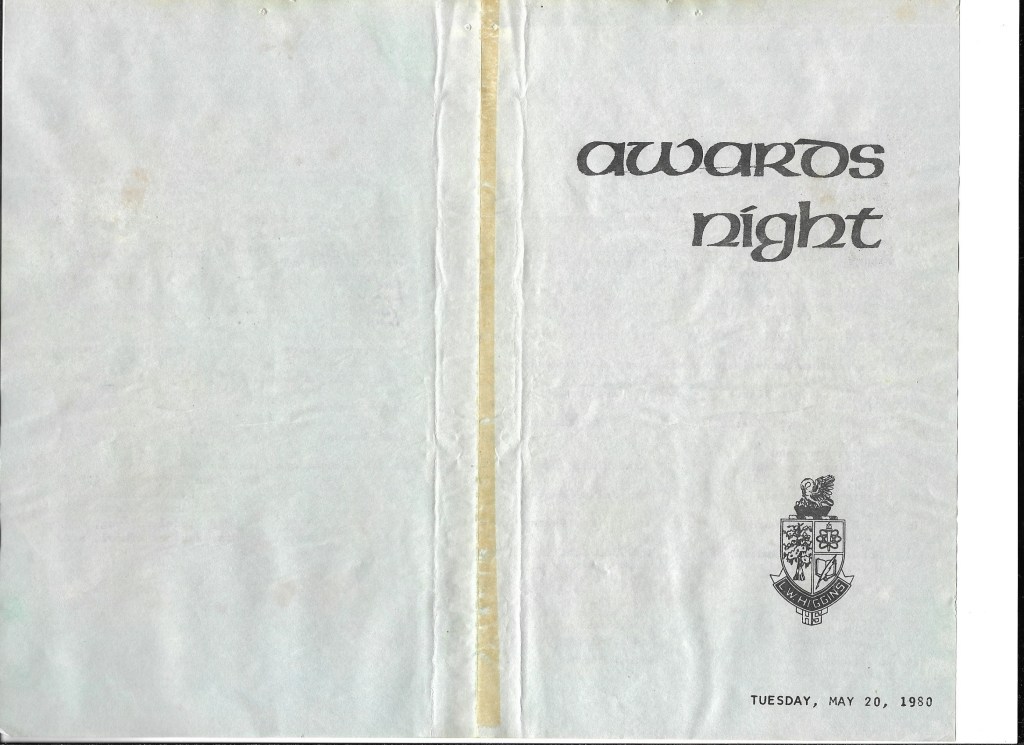 awards
night
L.W. HIGGINS
HS
TUESDAY, MAY 20, 1980